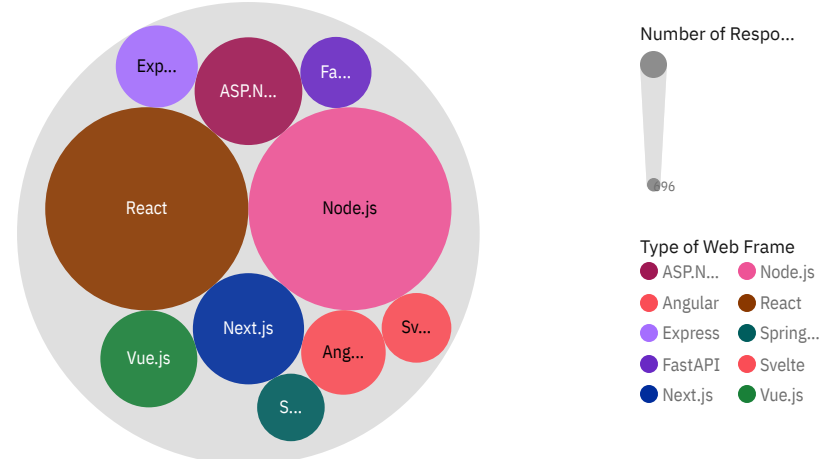 Exp...
ASP.N...
Fa...
React
Node.js
Next.js
Vue.js
Ang...
Sv...
S...
Number of Respo...
696
Type of Web Frame
ASP.N...
Node.js
Angular
React
Express
Spring...
FastAPI
Svelte
Next.js
Vue.js